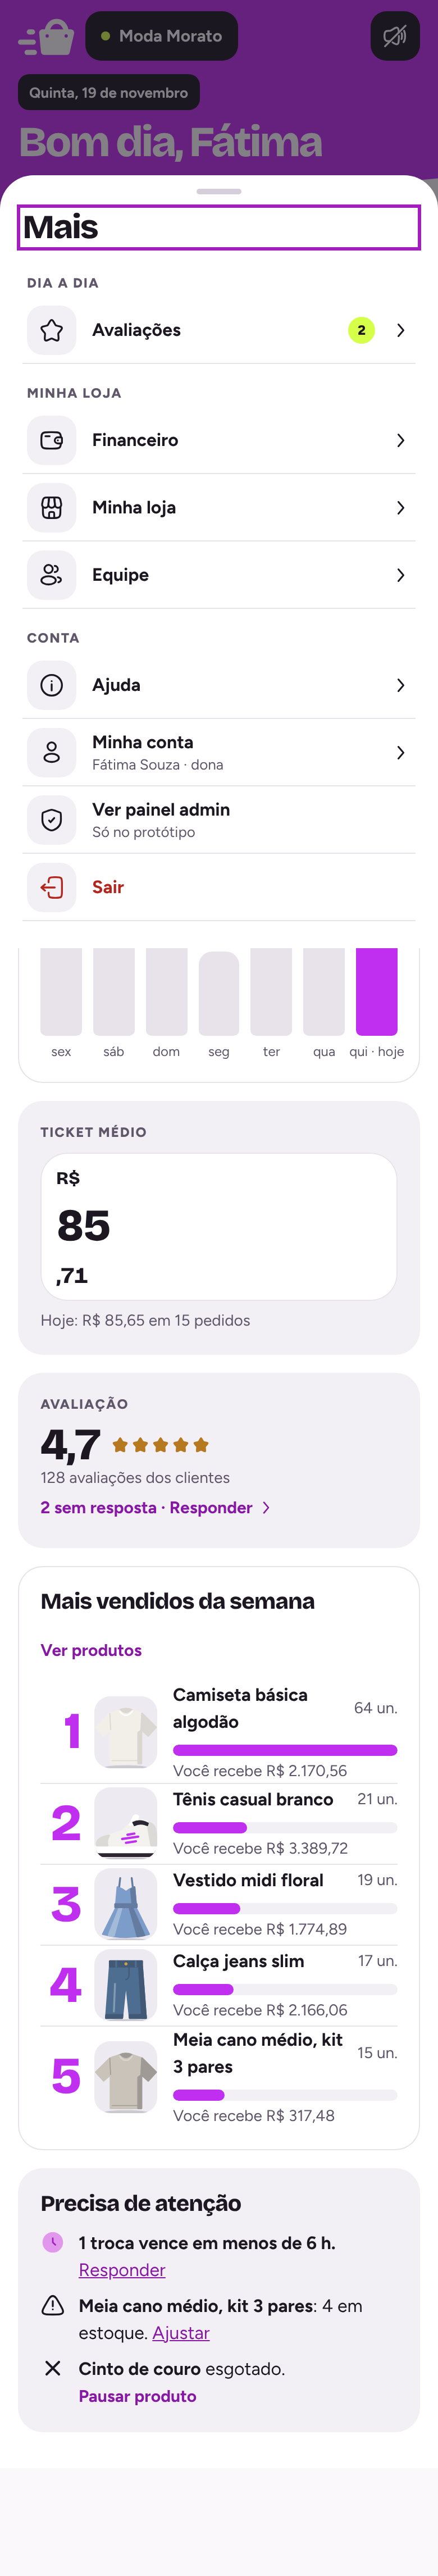 Moda Morato
Quinta, 19 de novembro
Bom dia, Fátima
Mais
DIA A DIA
Avaliações
2
MINHA LOJA
Financeiro
Minha loja
Equipe
CONTA
Ajuda
Minha conta
Fátima Souza · dona
Ver painel admin
Só no protótipo
Sair
sex sáb dom seg ter qua qui · hoje
TICKET MÉDIO
R$
85
,71
Hoje: R$ 85,65 em 15 pedidos
AVALIAÇÃO
4,7
128 avaliações dos clientes
2 sem resposta · Responder
Mais vendidos da semana
Ver produtos
1
Camiseta básica
algodão
64 un.
Você recebe R$ 2.170,56
2
Tênis casual branco
21 un.
Você recebe R$ 3.389,72
3
Vestido midi floral
19 un.
Você recebe R$ 1.774,89
4
Calça jeans slim
17 un.
Você recebe R$ 2.166,06
5
Meia cano médio, kit
3 pares
15 un.
Você recebe R$ 317,48
Precisa de atenção
1 troca vence em menos de 6 h.
Responder
Meia cano médio, kit 3 pares: 4 em
estoque. Ajustar
Cinto de couro esgotado.
Pausar produto